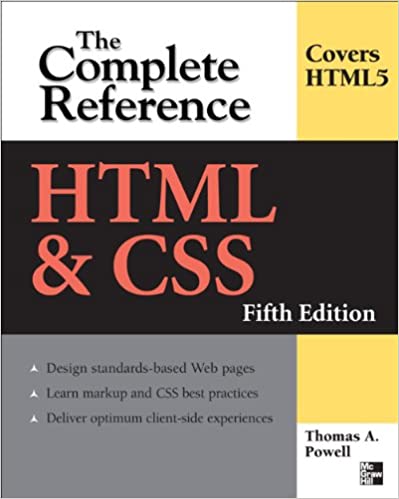 The
Complete
Reference
Covers
HTML5
HTML
& CSS
Fifth Edition
Design standards-based Web pages
Learn markup and CSS best practices
Deliver optimum client-side experiences
Thomas A.
Powell
Mc
Graw
Hill